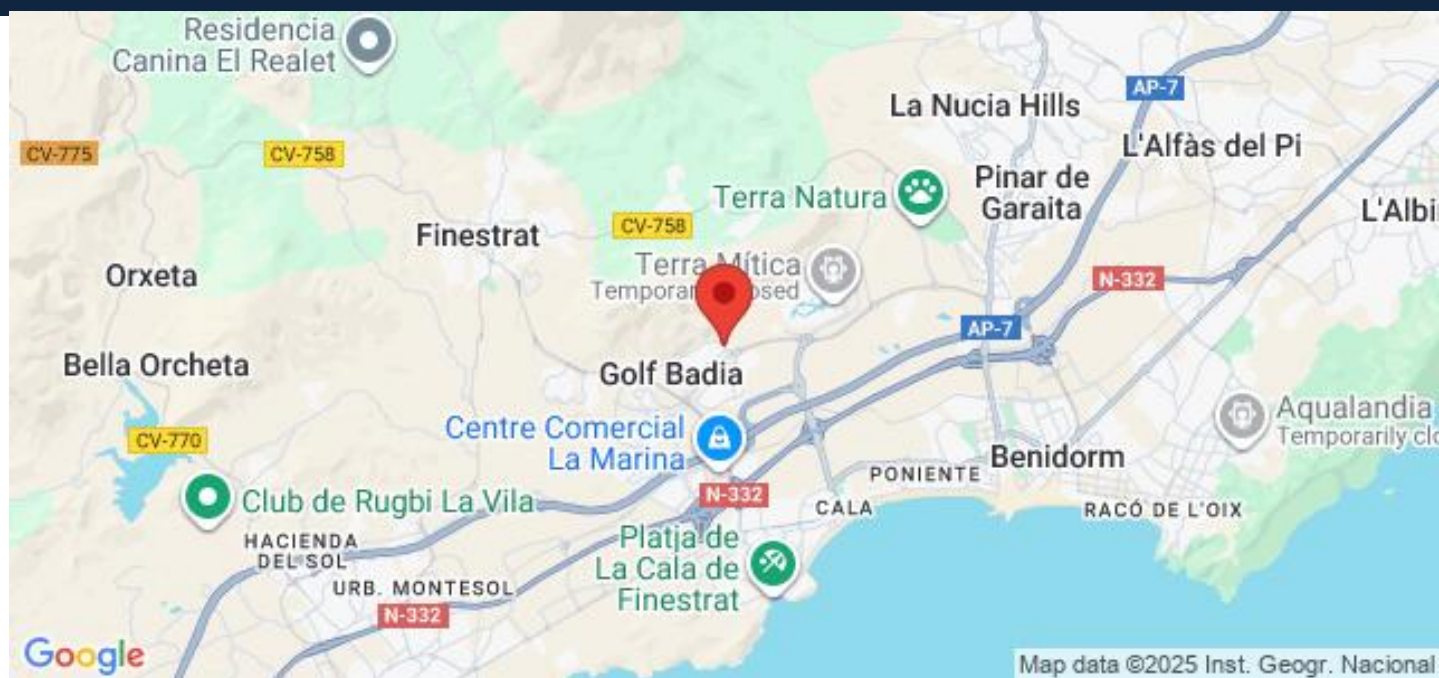 Residencia
Canina El Realet
AP-7
La Nucia Hills
L'Alfàs del Pi
CV-775
CV-758
Terra Natura
Pinar de
Garaita
Finestrat
CV-758
L'Albi
Orxeta
Terra Mítica
N-332
AP-7
Bella Orcheta
Golf Badia
Centre Comercial
La Marina
Aqualandia
Temporarily clo
CV-770
PONIENTE
Benidorm
Club de Rugbi La Vila
N-332
CALA
RACÓ DE L'OIX
HACIENDA
DEL SOL
Platja de
La Cala de
Finestrat
URB. MONTESOL
N-332
Google
Map data ©2025 Inst. Geogr. Nacional